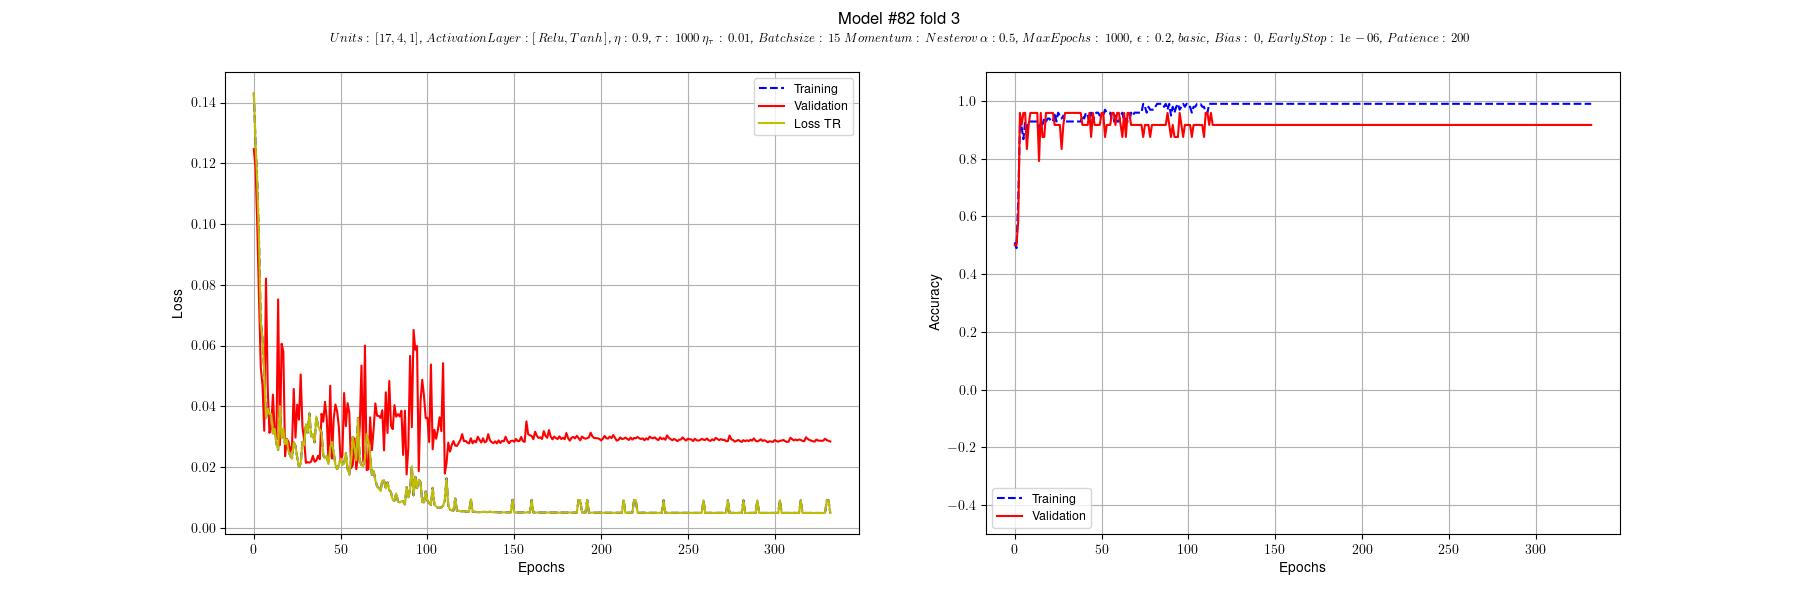 Model #82 fold 3
Units : [17, 4, 1], ActivationLayer : [Relu, Tanh], η : 0.9, τ : 1000 η_τ : 0.01, Batchsize : 15 Momentum : Nesterov α : 0.5, MaxEpochs : 1000, ϵ : 0.2, basic, Bias : 0, EarlyStop : 1e − 06, Patience : 200
Training
Validation
Loss TR
0.14
0.12
0.10
0.08
0.06
0.04
0.02
0.00
Loss
0
50
100
150
200
250
300
Epochs
1.0
0.8
0.6
0.4
0.2
0.0
−0.2
−0.4
Accuracy
Training
Validation
0
50
100
150
200
250
300
Epochs